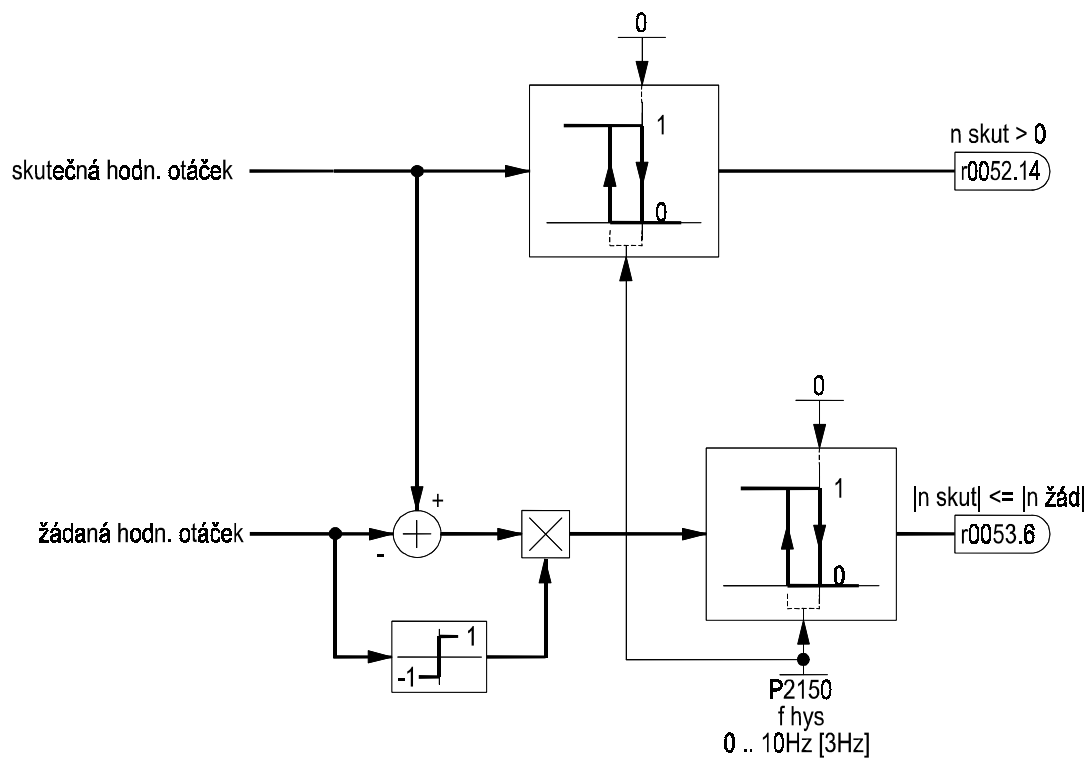 0
1
0
n skut > 0
skutečná hodn. otáček
r0052.14
0
1
0
|n skut| <= |n žád|
+
žádaná hodn. otáček
-
r0053.6
1
-1
P2150
f hys
0 .. 10Hz [3Hz]